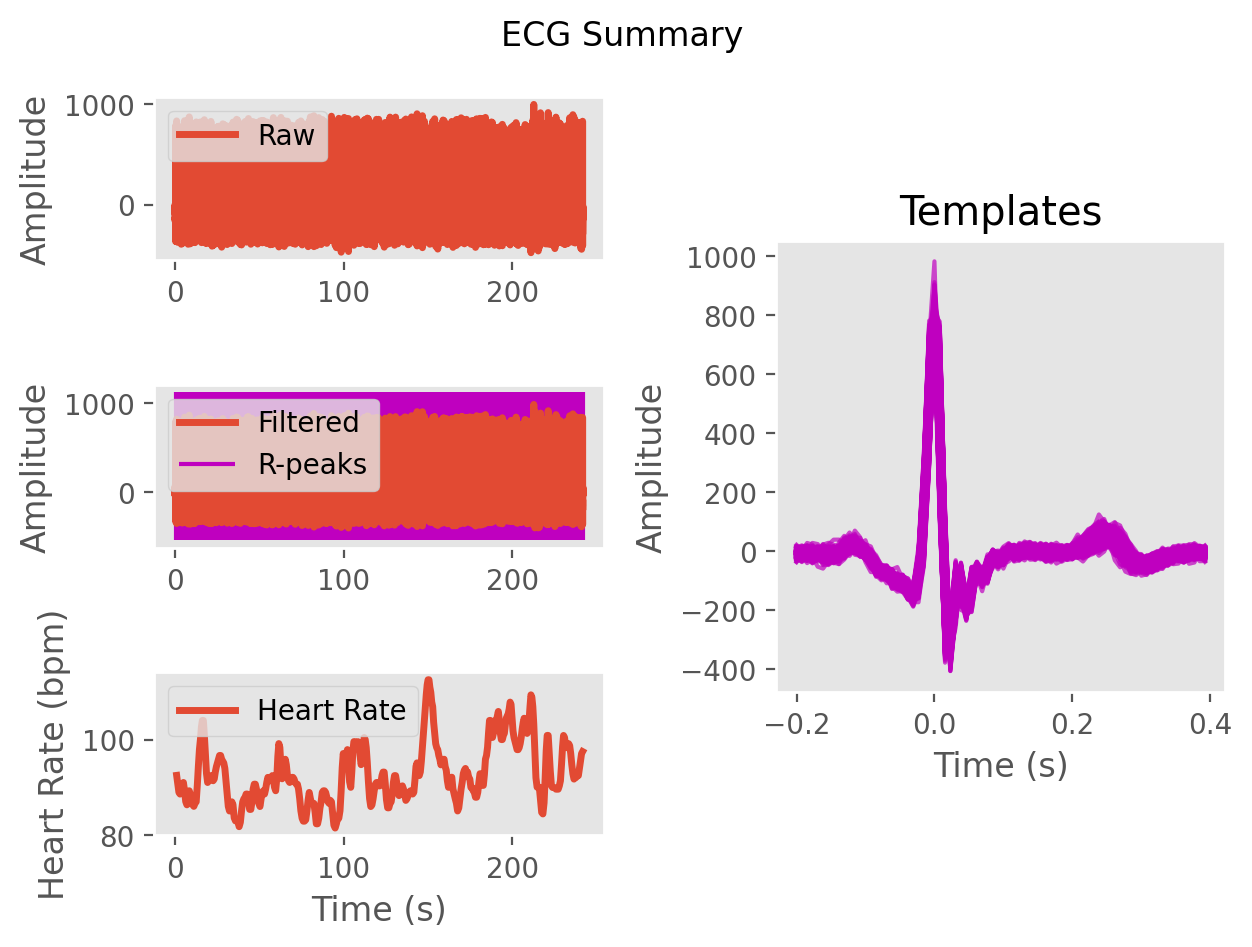 ECG Summary
Amplitude
1000
0
Raw
0 100 200
Amplitude
1000
0
Filtered
R-peaks
0 100 200
Heart Rate (bpm)
100
80
Heart Rate
0 100 200
Time (s)
Templates
Amplitude
1000
800
600
400
200
0
−200
−400
−0.2 0.0 0.2 0.4
Time (s)